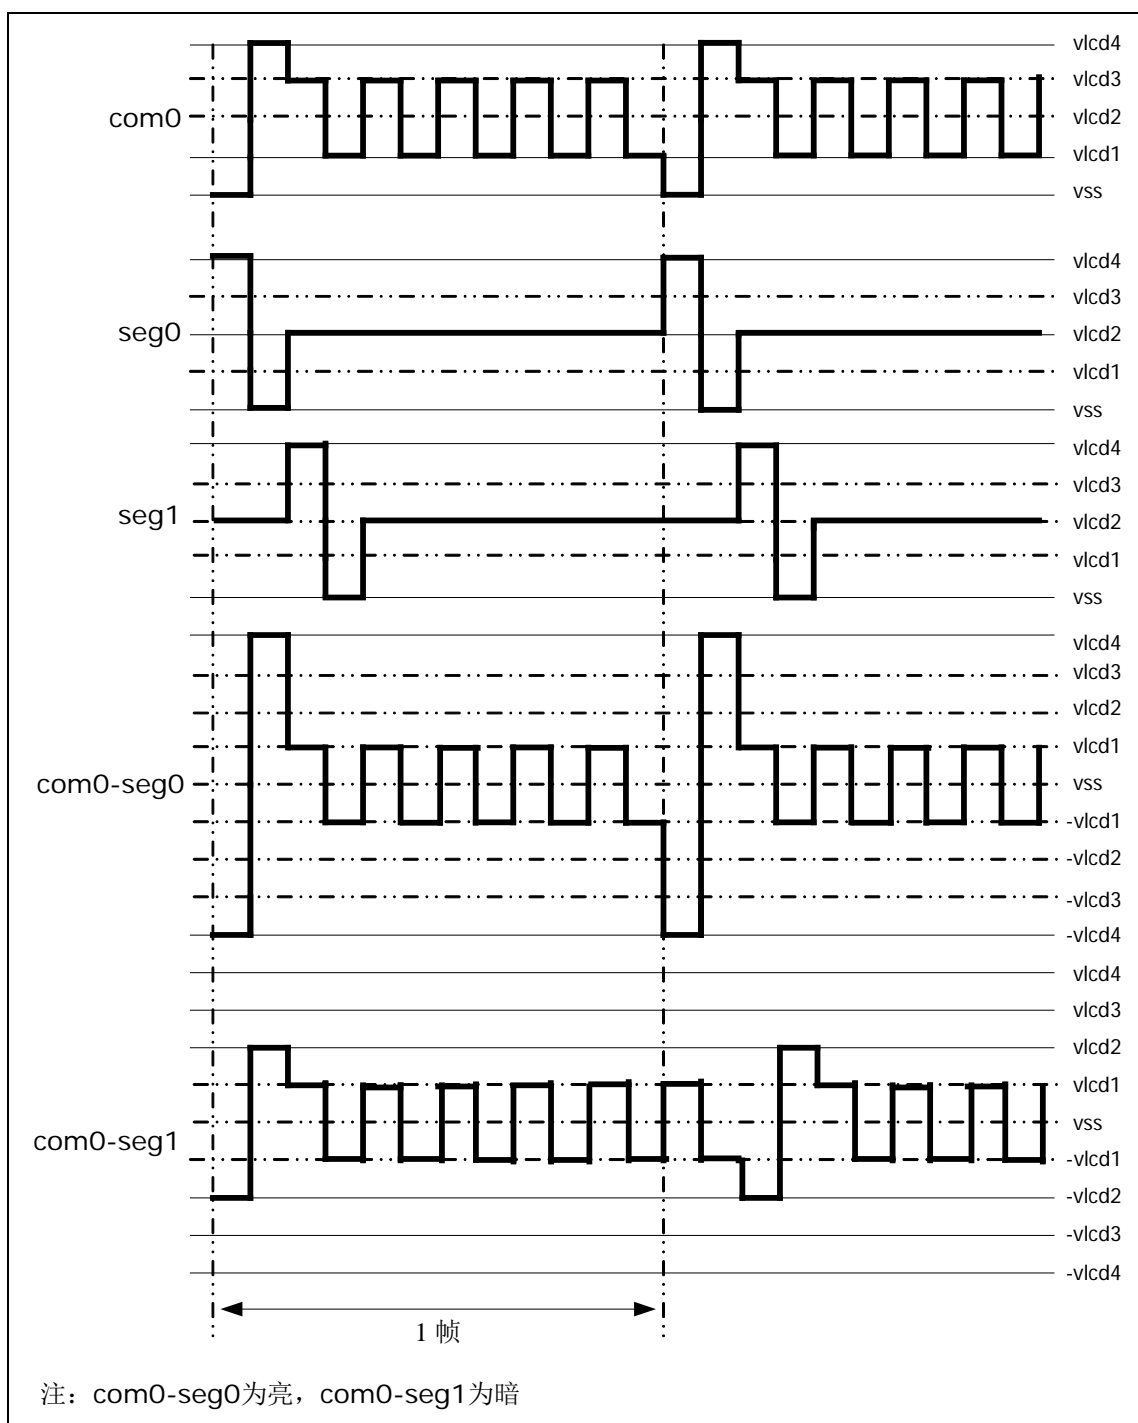 vlcd4
vlcd3
com0
vlcd2
vlcd1
vss
vlcd4
vlcd3
seg0
vlcd2
vlcd1
vss
vlcd4
vlcd3
seg1
vlcd2
vlcd1
vss
vlcd4
vlcd3
vlcd2
vlcd1
com0-seg0
vss
-vlcd1
-vlcd2
-vlcd3
-vlcd4
vlcd4
vlcd3
vlcd2
vlcd1
vss
com0-seg1
-vlcd1
-vlcd2
-vlcd3
-vlcd4
1 帧
注：com0-seg0为亮，com0-seg1为暗